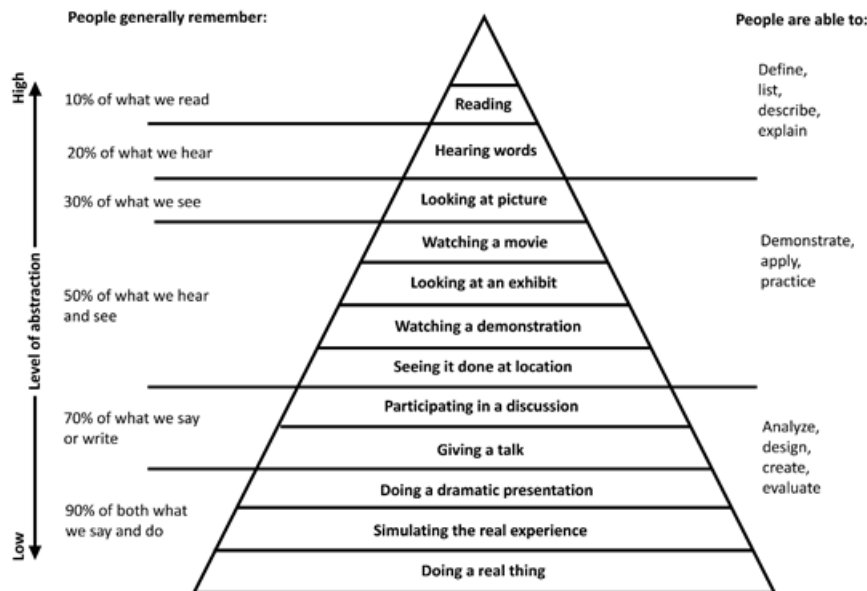 People generally remember:
People are able to:
High
Level of abstraction
Low
10% of what we read
20% of what we hear
30% of what we see
50% of what we hear
and see
70% of what we say
or write
90% of both what
we say and do
Reading
Hearing words
Looking at picture
Watching a movie
Looking at an exhibit
Watching a demonstration
Seeing it done at location
Participating in a discussion
Giving a talk
Doing a dramatic presentation
Simulating the real experience
Doing a real thing
Define,
list,
describe,
explain
Demonstrate,
apply,
practice
Analyze,
design,
create,
evaluate